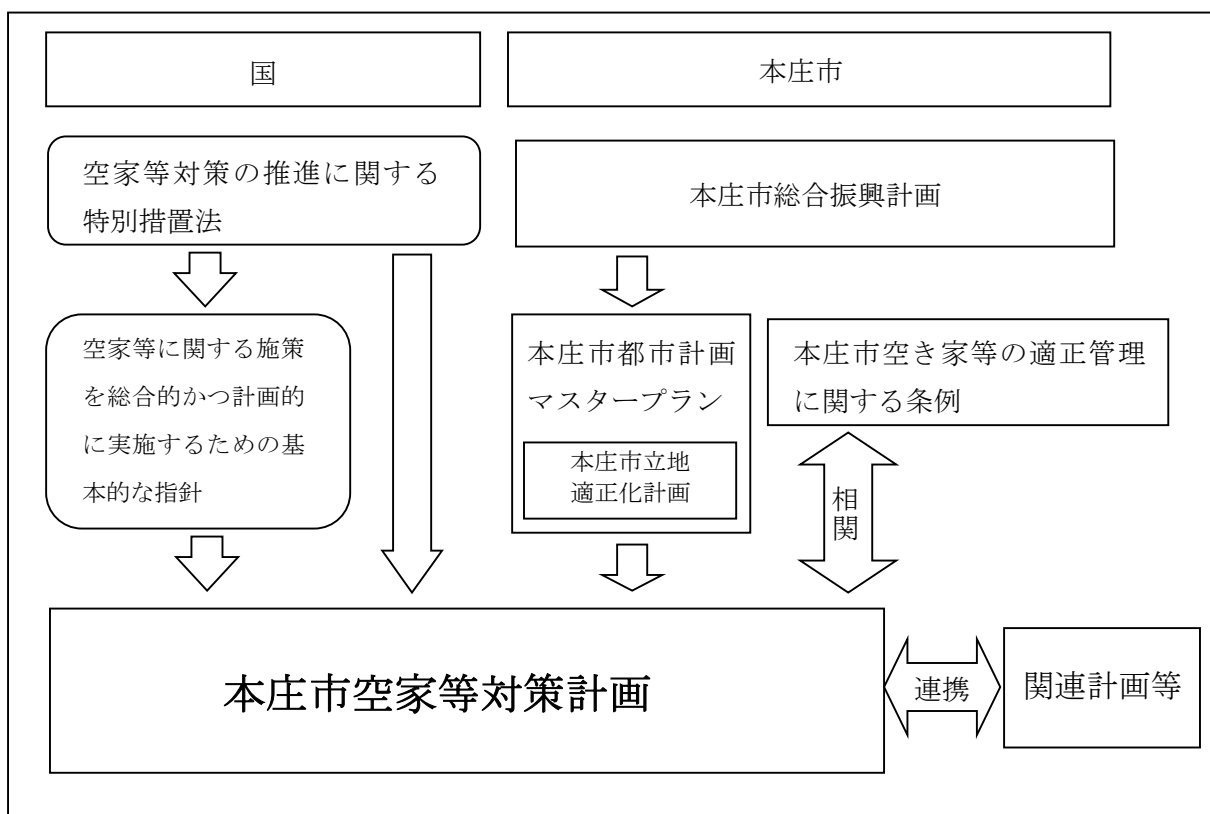 国
本庄市
空家等対策の推進に関する
特別措置法
本庄市総合振興計画
空家等に関する施策
を総合的かつ計画的
に実施するための基
本的な指針
本庄市都市計画
マスタープラン
本庄市立地
適正化計画
本庄市空き家等の適正管理
に関する条例
相関
本庄市空家等対策計画
連携
関連計画等